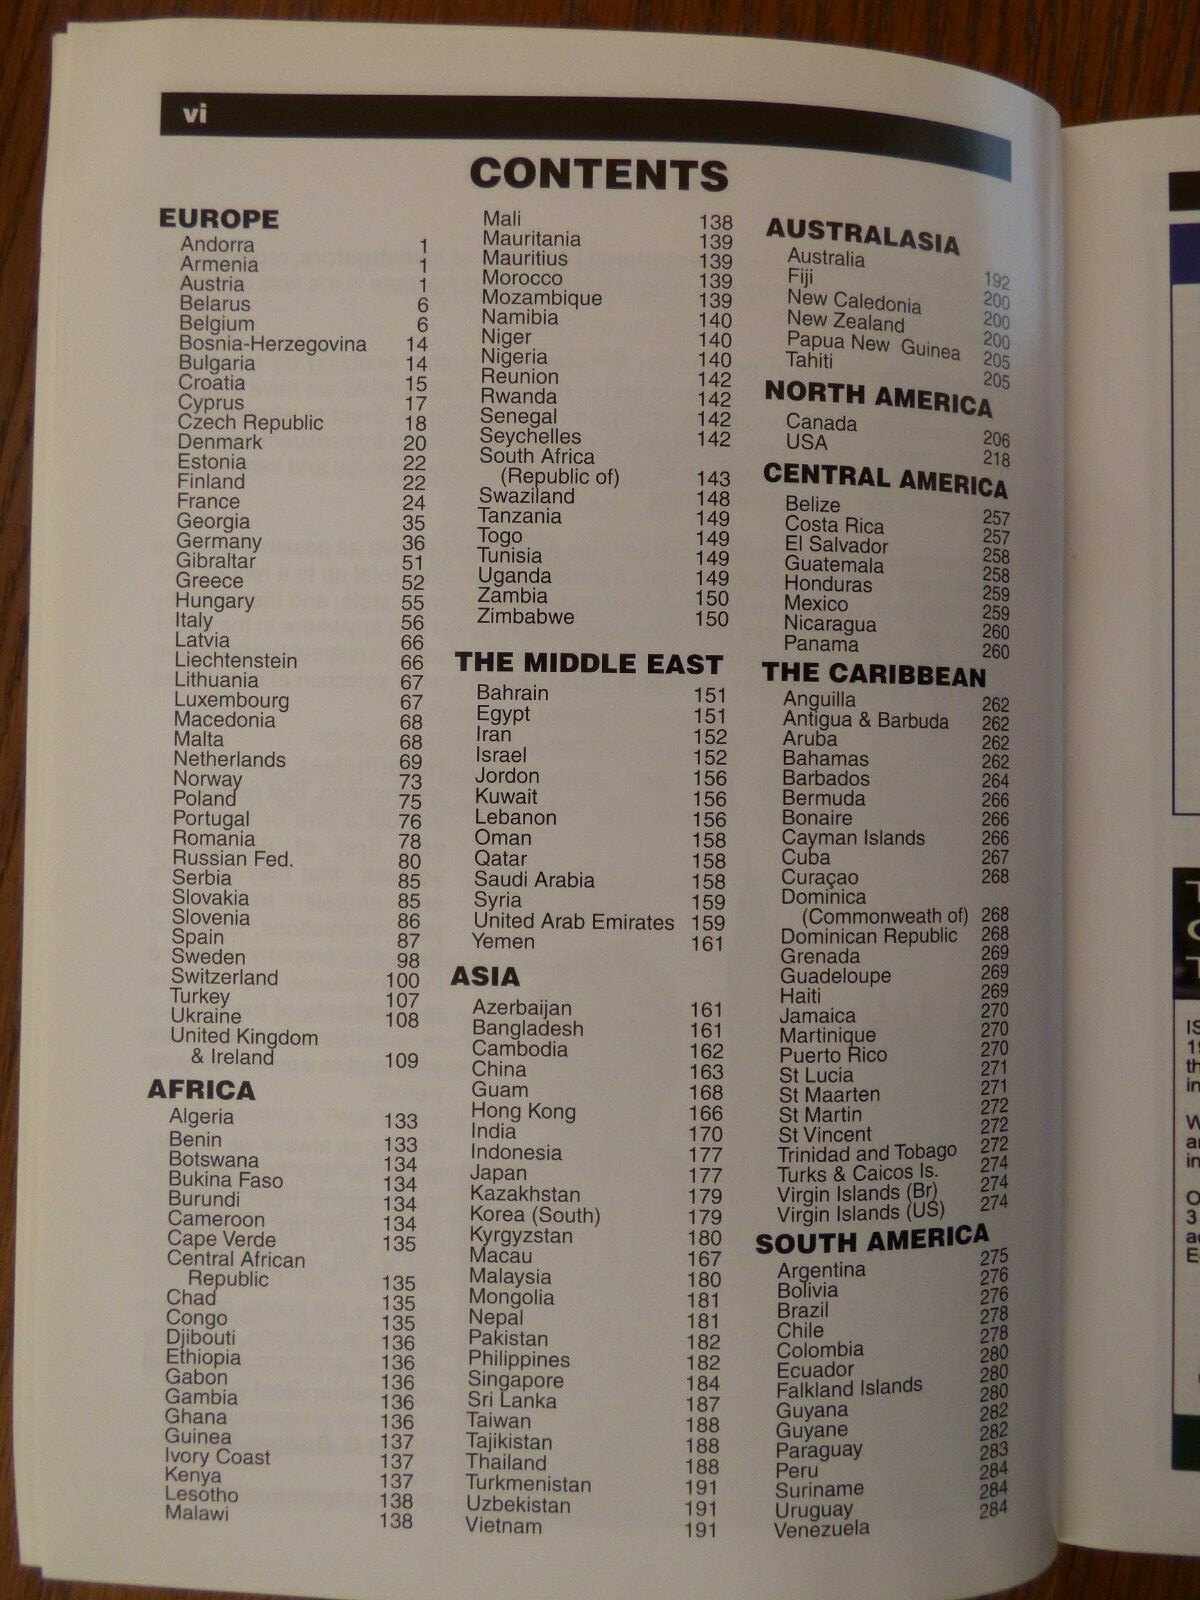 vi
CONTENTS
EUROPE
Andorra 1
Armenia 1
Austria 1
Belarus 6
Belgium 6
Bosnia-Herzegovina 14
Bulgaria 14
Croatia 15
Cyprus 17
Czech Republic 18
Denmark 20
Estonia 22
Finland 22
France 24
Georgia 35
Germany 36
Gibraltar 51
Greece 52
Hungary 55
Italy 56
Latvia 66
Liechtenstein 66
Lithuania 67
Luxembourg 67
Macedonia 68
Malta 68
Netherlands 69
Norway 73
Poland 75
Portugal 76
Romania 78
Russian Fed. 80
Serbia 85
Slovakia 85
Slovenia 86
Spain 87
Sweden 98
Switzerland 100
Turkey 107
Ukraine 108
United Kingdom
& Ireland 109
AFRICA
Algeria 133
Benin 133
Botswana 134
Bukina Faso 134
Burundi 134
Cameroon 134
Cape Verde 135
Central African
Republic 135
Chad 135
Congo 135
Djibouti 136
Ethiopia 136
Gabon 136
Gambia 136
Ghana 136
Guinea 137
Ivory Coast 137
Kenya 137
Lesotho 138
Malawi 138
Mali 138
Mauritania 139
Mauritius 139
Morocco 139
Mozambique 139
Namibia 140
Niger 140
Nigeria 140
Reunion 142
Rwanda 142
Senegal 142
Seychelles 142
South Africa
(Republic of) 143
Swaziland 148
Tanzania 149
Togo 149
Tunisia 149
Uganda 149
Zambia 150
Zimbabwe 150
THE MIDDLE EAST
Bahrain 151
Egypt 151
Iran 152
Israel 152
Jordon 156
Kuwait 156
Lebanon 156
Oman 158
Qatar 158
Saudi Arabia 158
Syria 159
United Arab Emirates 159
Yemen 161
ASIA
Azerbaijan 161
Bangladesh 161
Cambodia 162
China 163
Guam 168
Hong Kong 166
India 170
Indonesia 177
Japan 177
Kazakhstan 179
Korea (South) 179
Kyrgyzstan 180
Macau 167
Malaysia 180
Mongolia 181
Nepal 181
Pakistan 182
Philippines 182
Singapore 184
Sri Lanka 187
Taiwan 188
Tajikistan 188
Thailand 188
Turkmenistan 191
Uzbekistan 191
Vietnam 191
AUSTRALASIA
Australia 192
Fiji 200
New Caledonia 200
New Zealand 200
Papua New Guinea 205
Tahiti 205
NORTH AMERICA
Canada 206
USA 218
CENTRAL AMERICA
Belize 257
Costa Rica 257
El Salvador 258
Guatemala 258
Honduras 259
Mexico 259
Nicaragua 260
Panama 260
THE CARIBBEAN
Anguilla 262
Antigua & Barbuda 262
Aruba 262
Bahamas 262
Barbados 264
Bermuda 266
Bonaire 266
Cayman Islands 266
Cuba 267
Curaçao 268
Dominica
(Commonweath of) 268
Dominican Republic 268
Grenada 269
Guadeloupe 269
Haiti 269
Jamaica 270
Martinique 270
Puerto Rico 270
St Lucia 271
St Maarten 271
St Martin 272
St Vincent 272
Trinidad and Tobago 272
Turks & Caicos Is. 274
Virgin Islands (Br) 274
Virgin Islands (US) 274
SOUTH AMERICA
Argentina 275
Bolivia 276
Brazil 276
Chile 278
Colombia 278
Ecuador 280
Falkland Islands 280
Guyana 280
Guyane 282
Paraguay 282
Peru 283
Suriname 284
Uruguay 284
Venezuela 284